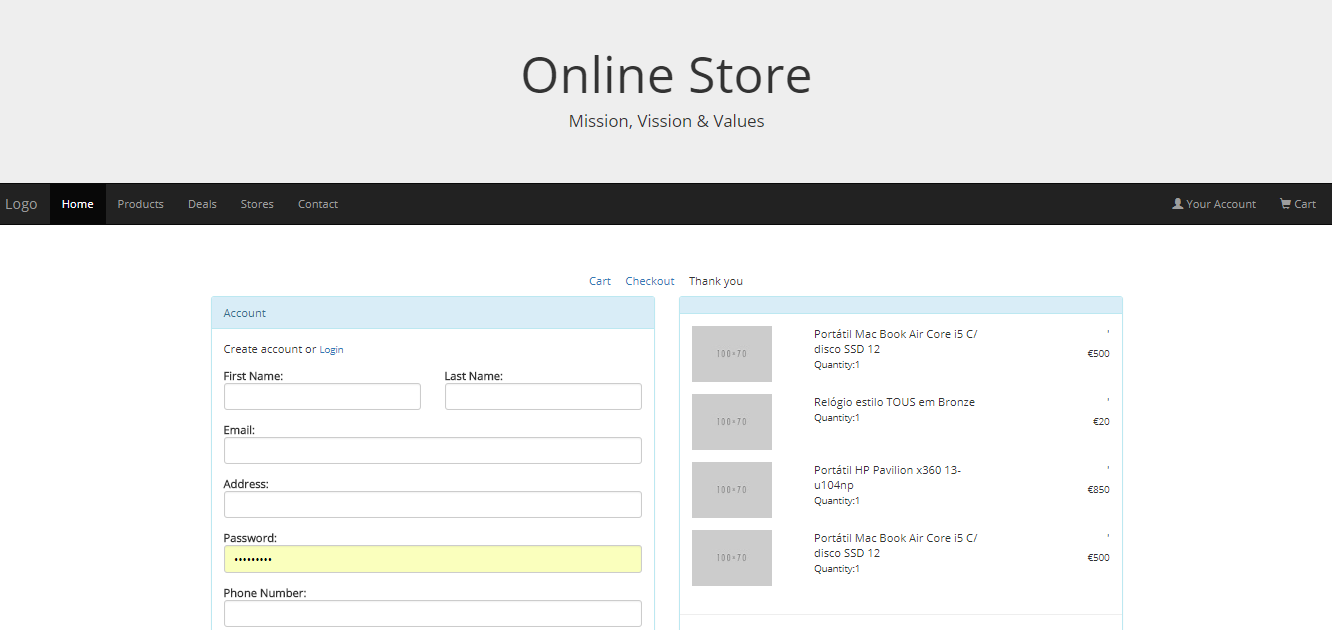 Online Store
Mission, Vission & Values
Logo Home Products Deals Stores Contact Your Account Cart
Cart Checkout Thank you
Account
Create account or Login
First Name: Last Name:
Email:
Address:
Password:
•••••••••
Phone Number:
100×70
Portátil Mac Book Air Core i5 C/
disco SSD 12
Quantity:1
'
€500
100×70
Relógio estilo TOUS em Bronze
Quantity:1
'
€20
100×70
Portátil HP Pavilion x360 13-
u104np
Quantity:1
'
€850
100×70
Portátil Mac Book Air Core i5 C/
disco SSD 12
Quantity:1
'
€500